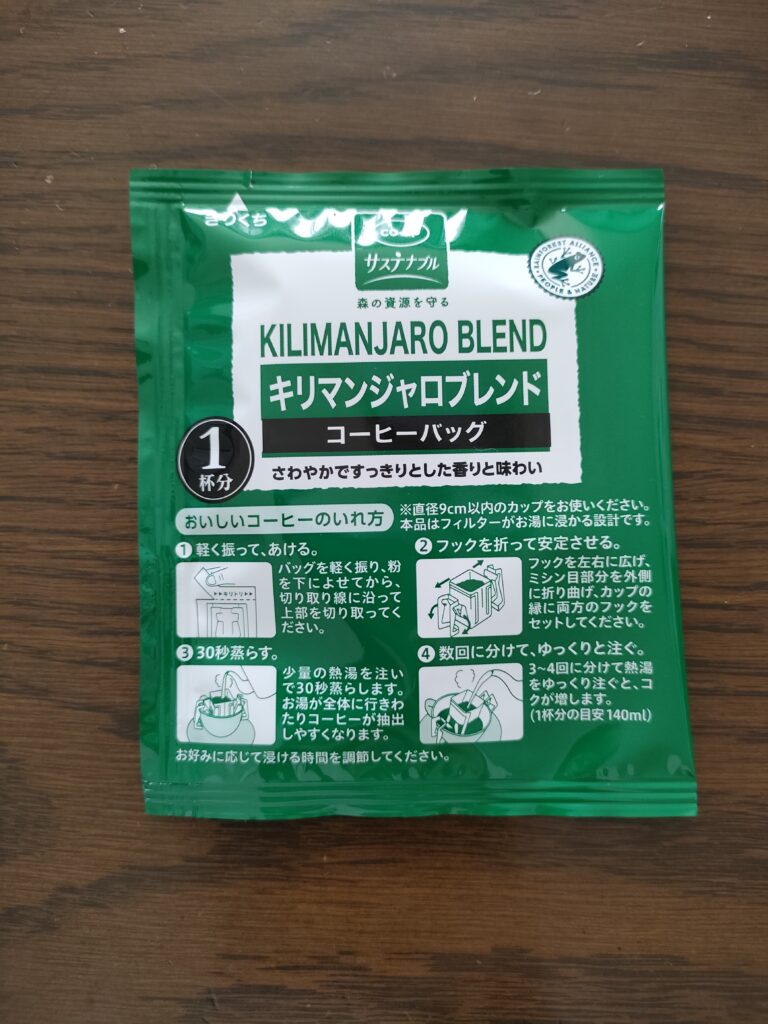 きりくち
CO-OP
サステナブル
森の資源を守る
RAINFOREST ALLIANCE
PEOPLE & NATURE
KILIMANJARO BLEND
キリマンジャロブレンド
コーヒーバッグ
さわやかですっきりとした香りと味わい
1
杯分
おいしいコーヒーのいれ方
※直径9cm以内のカップをお使いください。
本品はフィルターがお湯に浸かる設計です。
1 軽く振って、あける。
バッグを軽く振り、粉
を下によせてから、
切り取り線に沿って
上部を切り取ってく
ださい。
▶▶キリトリ▶▶
2 フックを折って安定させる。
フックを左右に広げ、
ミシン目部分を外側
に折り曲げ、カップの
縁に両方のフックを
セットしてください。
3 30秒蒸らす。
少量の熱湯を注い
で30秒蒸らします。
お湯が全体に行きわ
たりコーヒーが抽出
しやすくなります。
4 数回に分けて、ゆっくりと注ぐ。
3~4回に分けて熱湯
をゆっくり注ぐと、コ
クが増します。
(1杯分の目安140ml)
お好みに応じて浸ける時間を調節してください。